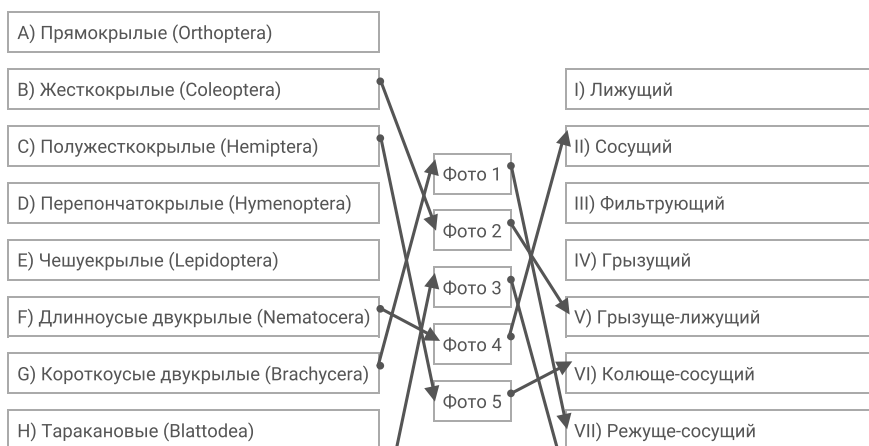 A) Прямокрылые (Orthoptera)
B) Жесткокрылые (Coleoptera)
C) Полужесткокрылые (Hemiptera)
D) Перепончатокрылые (Hymenoptera)
E) Чешуекрылые (Lepidoptera)
F) Длинноусые двукрылые (Nematocera)
G) Короткоусые двукрылые (Brachycera)
H) Таракановые (Blattodea)
Фото 1
Фото 2
Фото 3
Фото 4
Фото 5
I) Лижущий
II) Сосущий
III) Фильтрующий
IV) Грызущий
V) Грызуще-лижущий
VI) Колюще-сосущий
VII) Режуще-сосущий